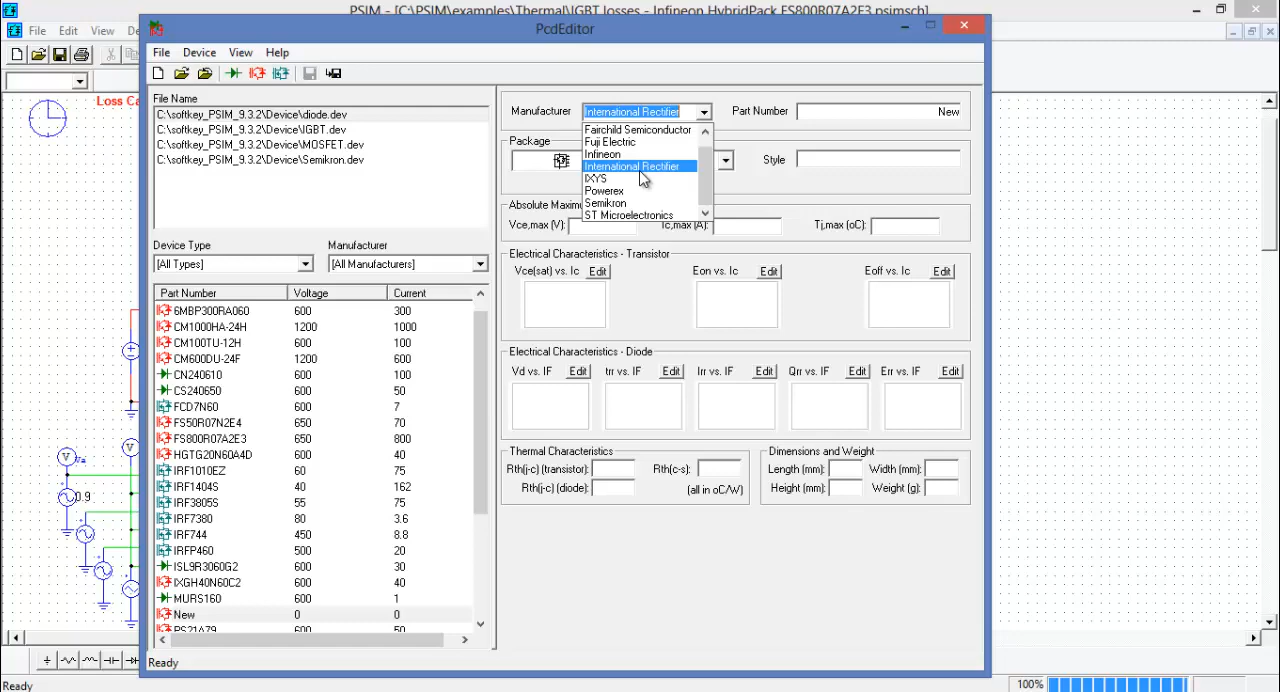 PSIM - [C:\PSIM\examples\Thermal\IGBT losses - Infineon HybridPack FS800R07A2E3.psimsch]
PcdEditor
File Edit View De
File Device View Help
Loss Ca
File Name
C:\softkey_PSIM_9.3.2\Device\diode.dev
C:\softkey_PSIM_9.3.2\Device\IGBT.dev
C:\softkey_PSIM_9.3.2\Device\MOSFET.dev
C:\softkey_PSIM_9.3.2\Device\Semikron.dev
Device Type Manufacturer
[All Types] [All Manufacturers]
Part Number Voltage Current
6MBP300RA060 600 300
CM1000HA-24H 1200 1000
CM100TU-12H 600 100
CM600DU-24F 1200 600
CN240610 600 100
CS240650 600 50
FCD7N60 600 7
FS50R07N2E4 650 70
FS800R07A2E3 650 800
HGTG20N60A4D 600 40
IRF1010EZ 60 75
IRF1404S 40 162
IRF3805S 55 75
IRF7380 80 3.6
IRF744 450 8.8
IRFP460 500 20
ISL9R3060G2 600 30
IXGH40N60C2 600 40
MURS160 600 1
New 0 0
PS21A79 600 50
Ready
Manufacturer International Rectifier Part Number New
Fairchild Semiconductor
Fuji Electric
Infineon
International Rectifier
IXYS
Powerex
Semikron
ST Microelectronics
Package
Style
Absolute Maximu
Vce,max (V): Ic,max (A): Tj,max (oC):
Electrical Characteristics - Transistor
Vce(sat) vs. Ic Edit Eon vs. Ic Edit Eoff vs. Ic Edit
Electrical Characteristics - Diode
Vd vs. IF Edit trr vs. IF Edit Irr vs. IF Edit Qrr vs. IF Edit Err vs. IF Edit
Thermal Characteristics
Rth(j-c) (transistor): Rth(c-s):
Rth(j-c) (diode): (all in oC/W)
Dimensions and Weight
Length (mm): Width (mm):
Height (mm): Weight (g):
V
V
Va
0.9
Ready
100%